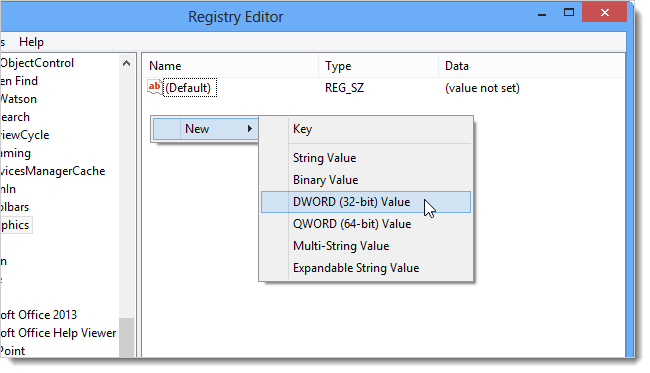 Registry Editor
s Help
ObjectControl
en Find
Watson
earch
viewCycle
mming
vicesManagerCache
nIn
olbars
phics
n
oft Office 2013
oft Office Help Viewer
Point
Name Type Data
ab (Default) REG_SZ (value not set)
New
Key
String Value
Binary Value
DWORD (32-bit) Value
QWORD (64-bit) Value
Multi-String Value
Expandable String Value